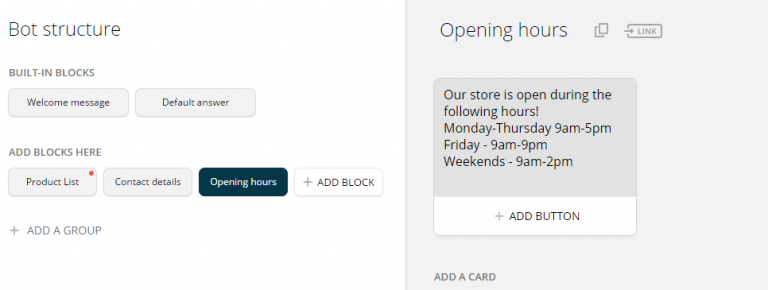 Bot structure
BUILT-IN BLOCKS
Welcome message
Default answer
ADD BLOCKS HERE
Product List
Contact details
Opening hours
+ ADD BLOCK
+ ADD A GROUP
Opening hours
LINK
Our store is open during the
following hours!
Monday-Thursday 9am-5pm
Friday - 9am-9pm
Weekends - 9am-2pm
+ ADD BUTTON
ADD A CARD